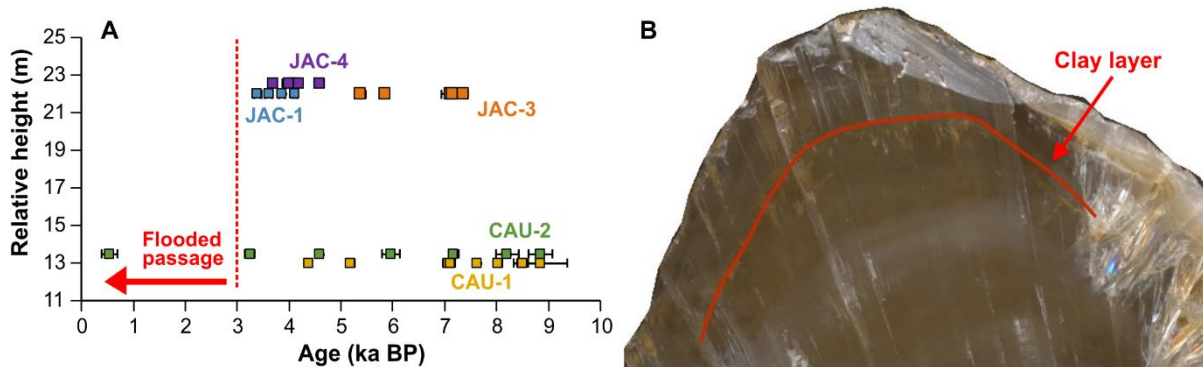 A
Relative height (m)
25
23
21
19
17
15
13
11
JAC-4
JAC-1
JAC-3
CAU-2
CAU-1
Flooded
passage
0 1 2 3 4 5 6 7 8 9 10
Age (ka BP)
B
Clay layer